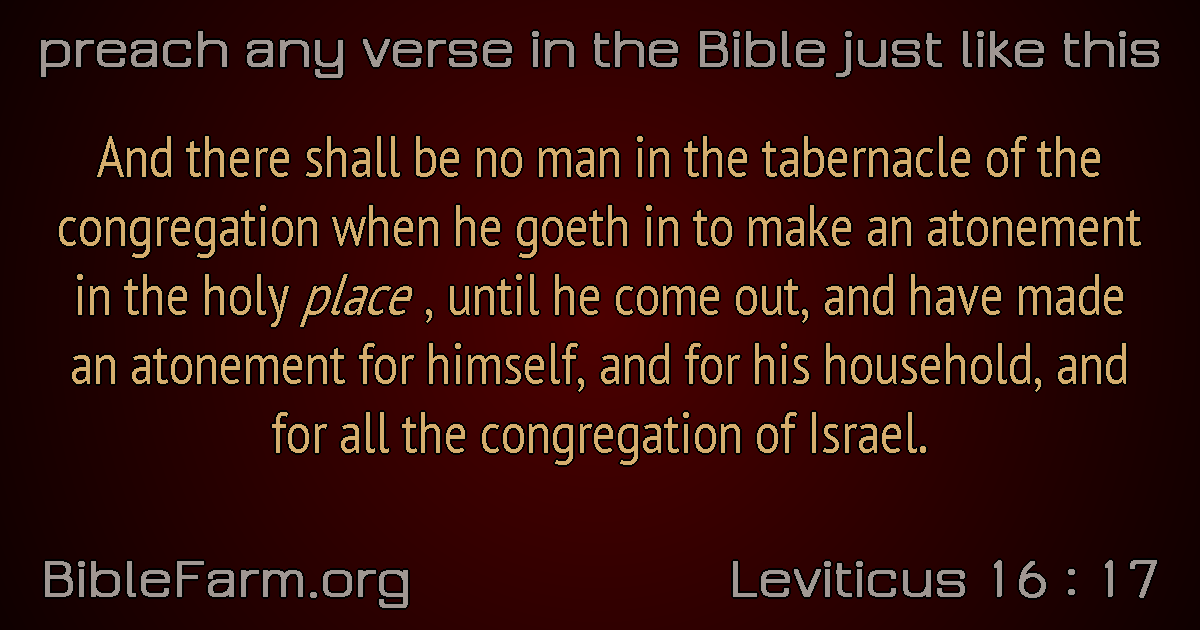 preach any verse in the Bible just like this
And there shall be no man in the tabernacle of the
congregation when he goeth in to make an atonement
in the holy place , until he come out, and have made
an atonement for himself, and for his household, and
for all the congregation of Israel.
BibleFarm.org
Leviticus 16 : 17